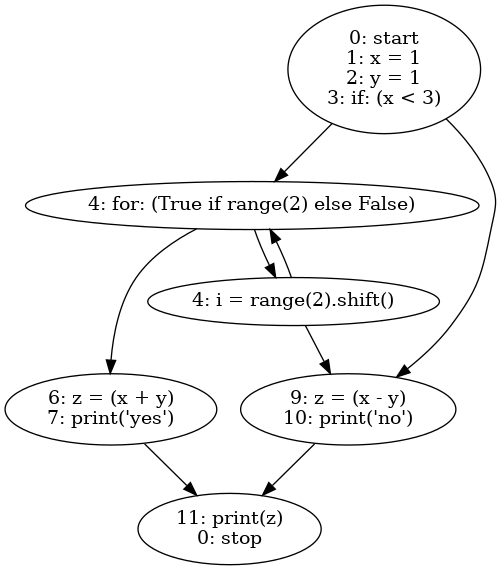 0: start
1: x = 1
2: y = 1
3: if: (x < 3)
4: for: (True if range(2) else False)
4: i = range(2).shift()
6: z = (x + y)
7: print('yes')
9: z = (x - y)
10: print('no')
11: print(z)
0: stop